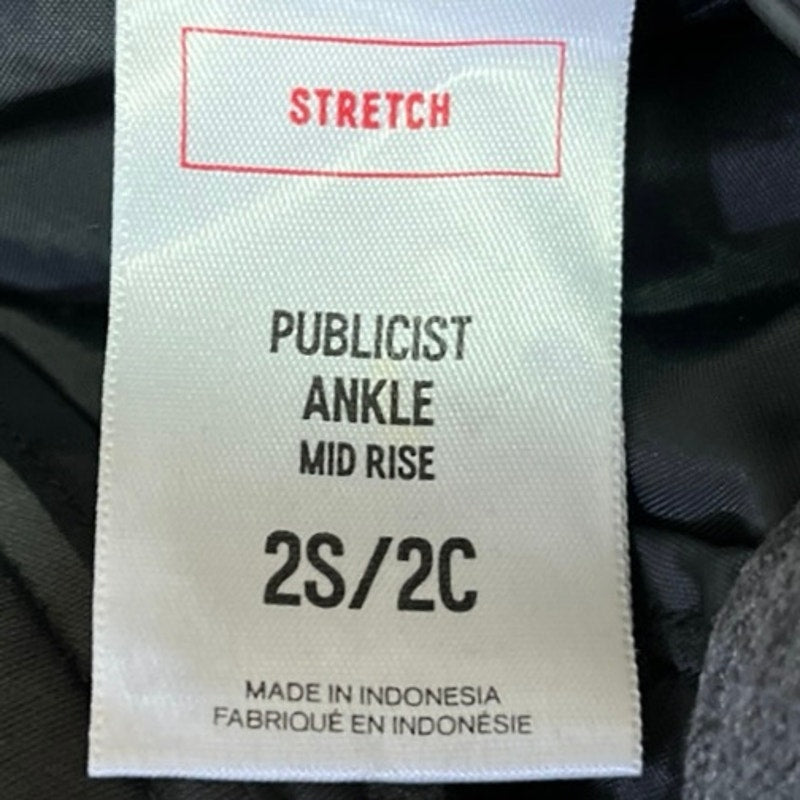 STRETCH
PUBLICIST
ANKLE
MID RISE
2S/2C
MADE IN INDONESIA
FABRIQUÉ EN INDONÉSIE